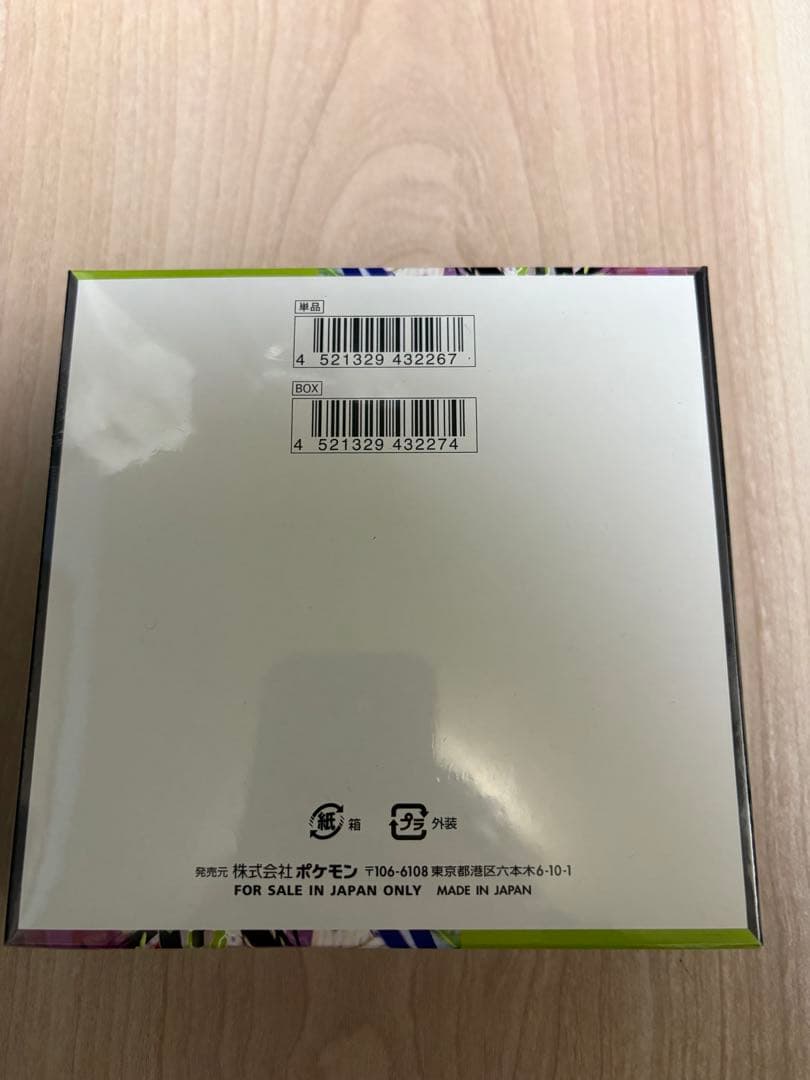 単品
4 521329 432267
BOX
4 521329 432274
紙 箱 プラ 外装
発売元 株式会社ポケモン 〒106-6108 東京都港区六本木6-10-1
FOR SALE IN JAPAN ONLY MADE IN JAPAN